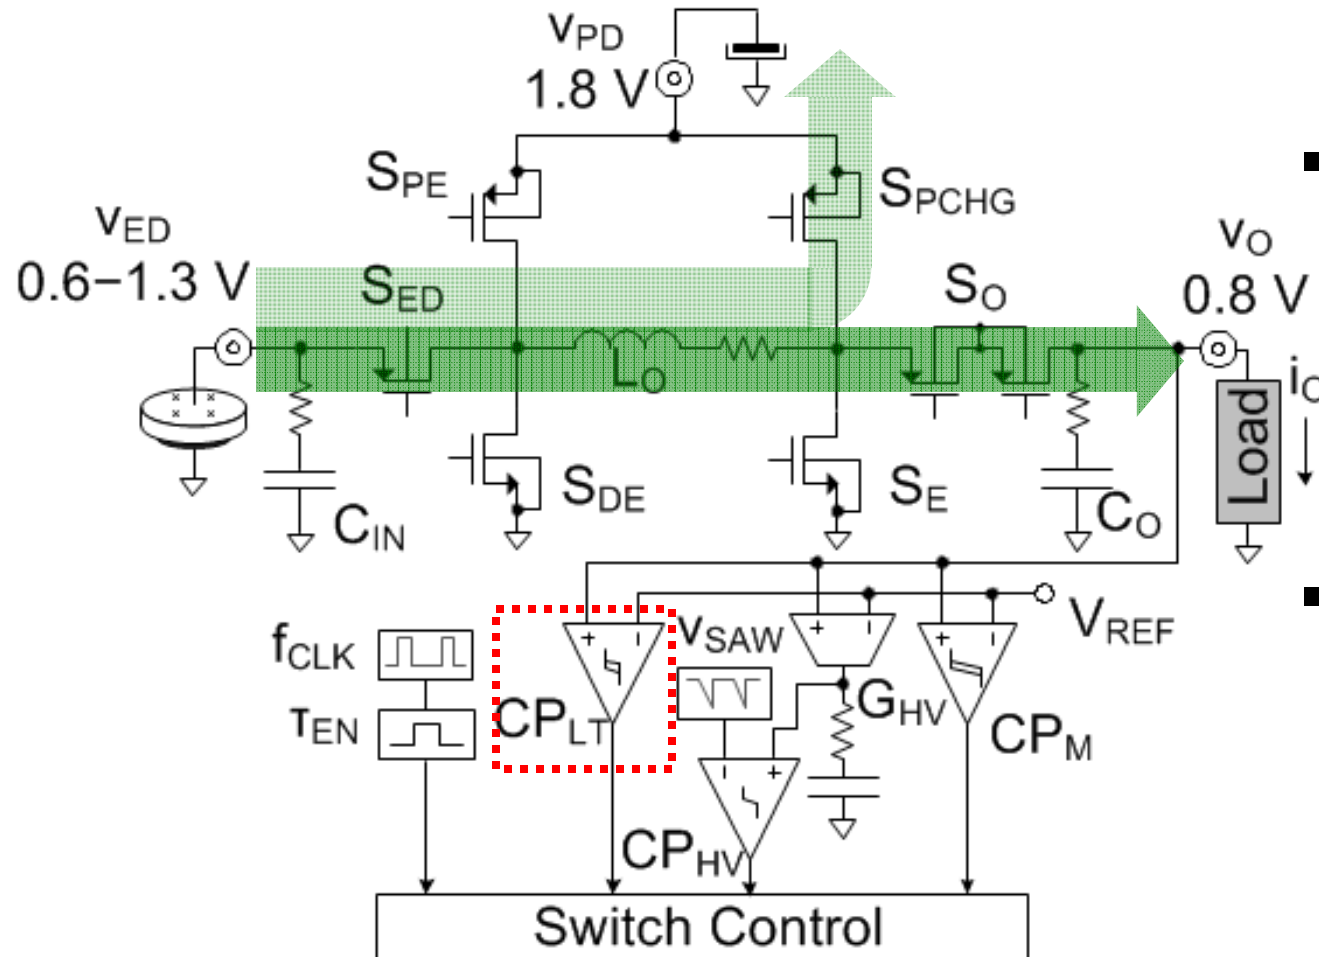 vPD
1.8 V
SPE
SPCHG
vED
0.6−1.3 V
SED
SO
vO
0.8 V
LO
iO
Load
SDE
SE
CIN
CO
fCLK
τEN
CPLT
vSAW
+ −
+ −
+ −
− +
GHV
VREF
CPM
CPHV
Switch Control